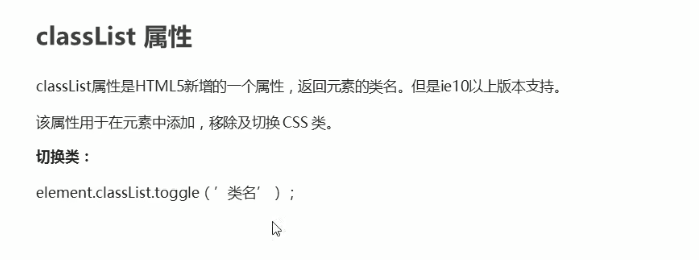 classList 属性
classList属性是HTML5新增的一个属性，返回元素的类名。但是ie10以上版本支持。
该属性用于在元素中添加，移除及切换 CSS 类。
切换类：
element.classList.toggle（’类名’）；